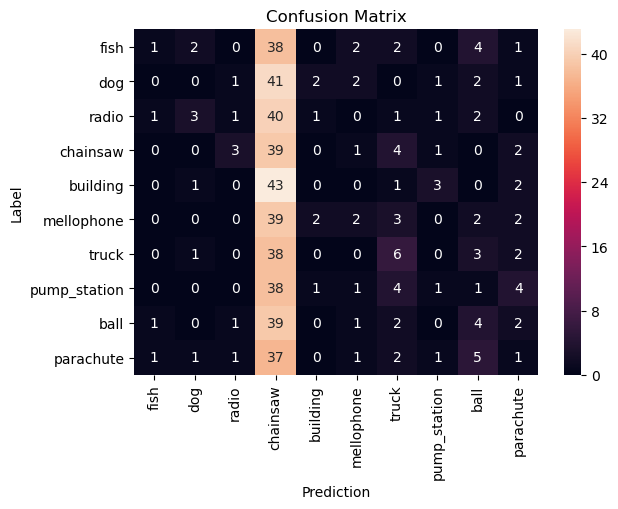 Confusion Matrix
fish 1 2 0 38 0 2 2 0 4 1
dog 0 0 1 41 2 2 0 1 2 1
radio 1 3 1 40 1 0 1 1 2 0
chainsaw 0 0 3 39 0 1 4 1 0 2
building 0 1 0 43 0 0 1 3 0 2
mellophone 0 0 0 39 2 2 3 0 2 2
truck 0 1 0 38 0 0 6 0 3 2
pump_station 0 0 0 38 1 1 4 1 1 4
ball 1 0 1 39 0 1 2 0 4 2
parachute 1 1 1 37 0 1 2 1 5 1
fish dog radio chainsaw building mellophone truck pump_station ball parachute
Prediction
Label
40
32
24
16
8
0